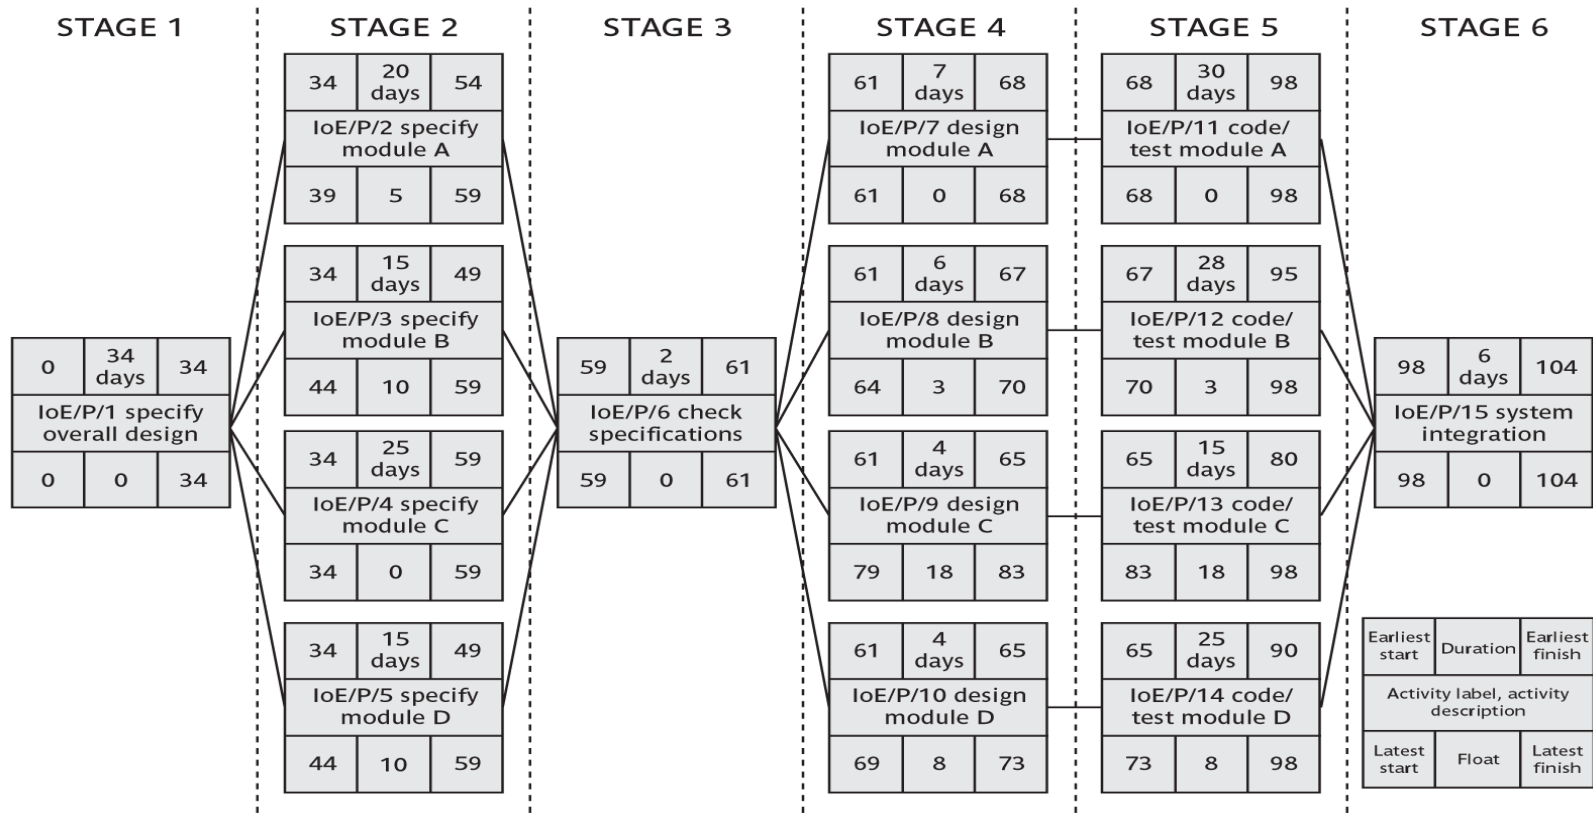 STAGE 1
STAGE 2
STAGE 3
STAGE 4
STAGE 5
STAGE 6
0
34
days
34
IoE/P/1 specify
overall design
0
0
34
34
20
days
54
IoE/P/2 specify
module A
39
5
59
34
15
days
49
IoE/P/3 specify
module B
44
10
59
34
25
days
59
IoE/P/4 specify
module C
34
0
59
34
15
days
49
IoE/P/5 specify
module D
44
10
59
59
2
days
61
IoE/P/6 check
specifications
59
0
61
61
7
days
68
IoE/P/7 design
module A
61
0
68
61
6
days
67
IoE/P/8 design
module B
64
3
70
61
4
days
65
IoE/P/9 design
module C
79
18
83
61
4
days
65
IoE/P/10 design
module D
69
8
73
68
30
days
98
IoE/P/11 code/
test module A
68
0
98
67
28
days
95
IoE/P/12 code/
test module B
70
3
98
65
15
days
80
IoE/P/13 code/
test module C
83
18
98
65
25
days
90
IoE/P/14 code/
test module D
73
8
98
98
6
days
104
IoE/P/15 system
integration
98
0
104
Earliest
start
Duration
Earliest
finish
Activity label, activity
description
Latest
start
Float
Latest
finish